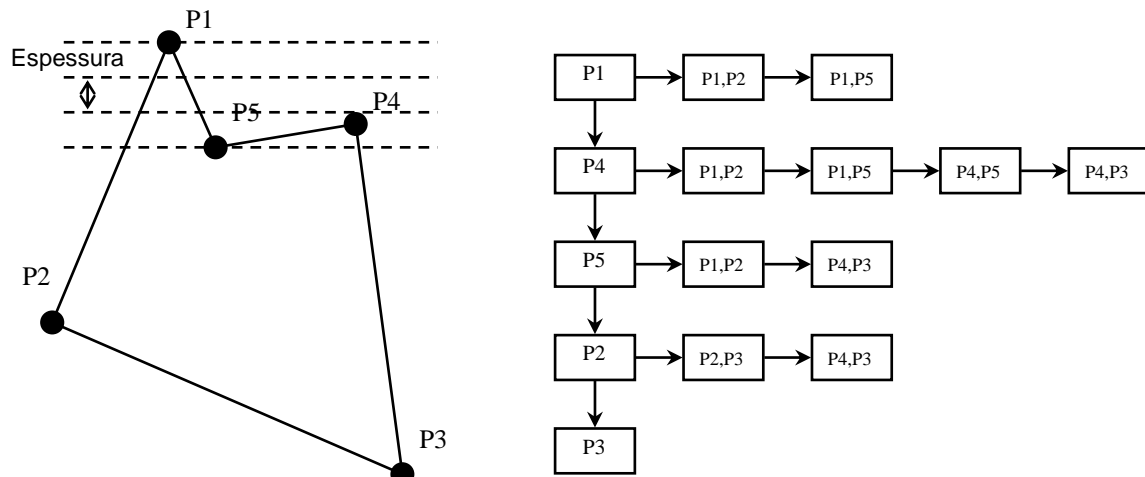 P1
Espessura
P5
P4
P2
P3
P1 P1,P2 P1,P5
P4 P1,P2 P1,P5 P4,P5 P4,P3
P5 P1,P2 P4,P3
P2 P2,P3 P4,P3
P3